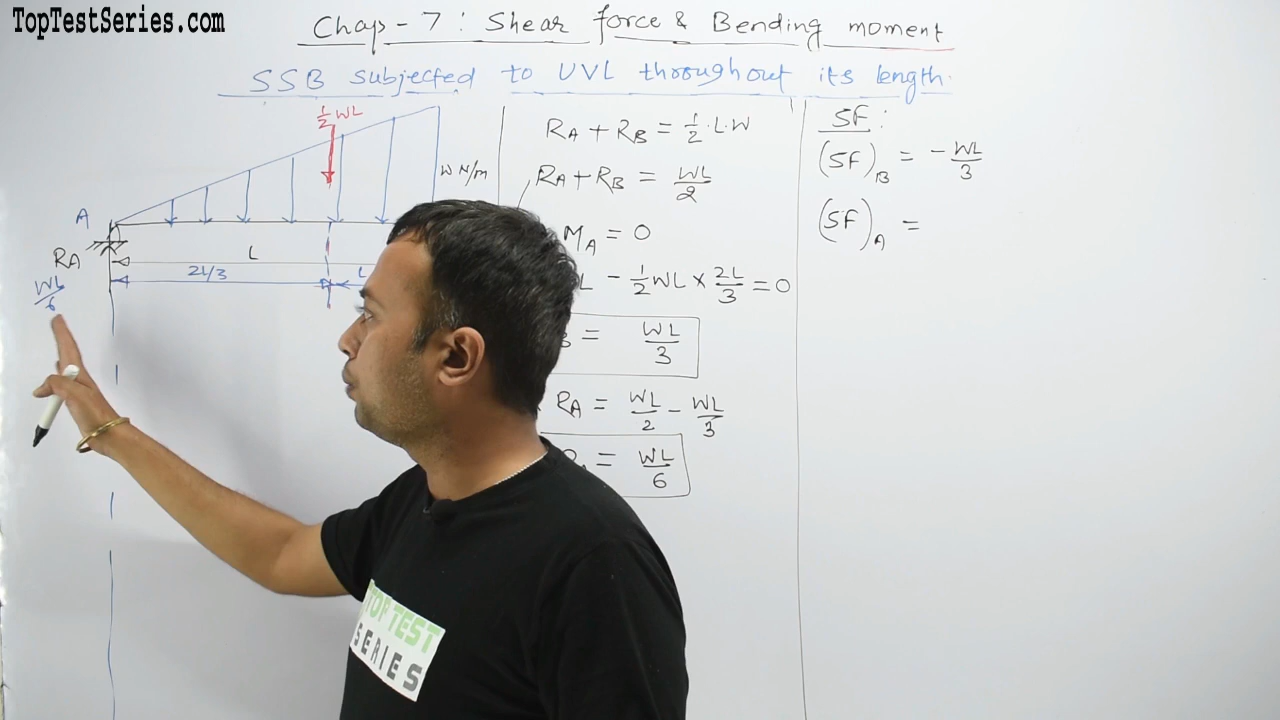 TopTestSeries.com
Chap - 7 : Shear force & Bending moment
SSB subjected to UVL throughout its length.
½ WL
W N/m
A
RA
WL/6
L
2L/3
L
RA + RB = ½ · L · W
RA + RB = WL/2
MA = 0
L - ½ WL × 2L/3 = 0
= WL/3
RA = WL/2 - WL/3
= WL/6
SF :
(SF)B = - WL/3
(SF)A =
TOP TEST
SERIES